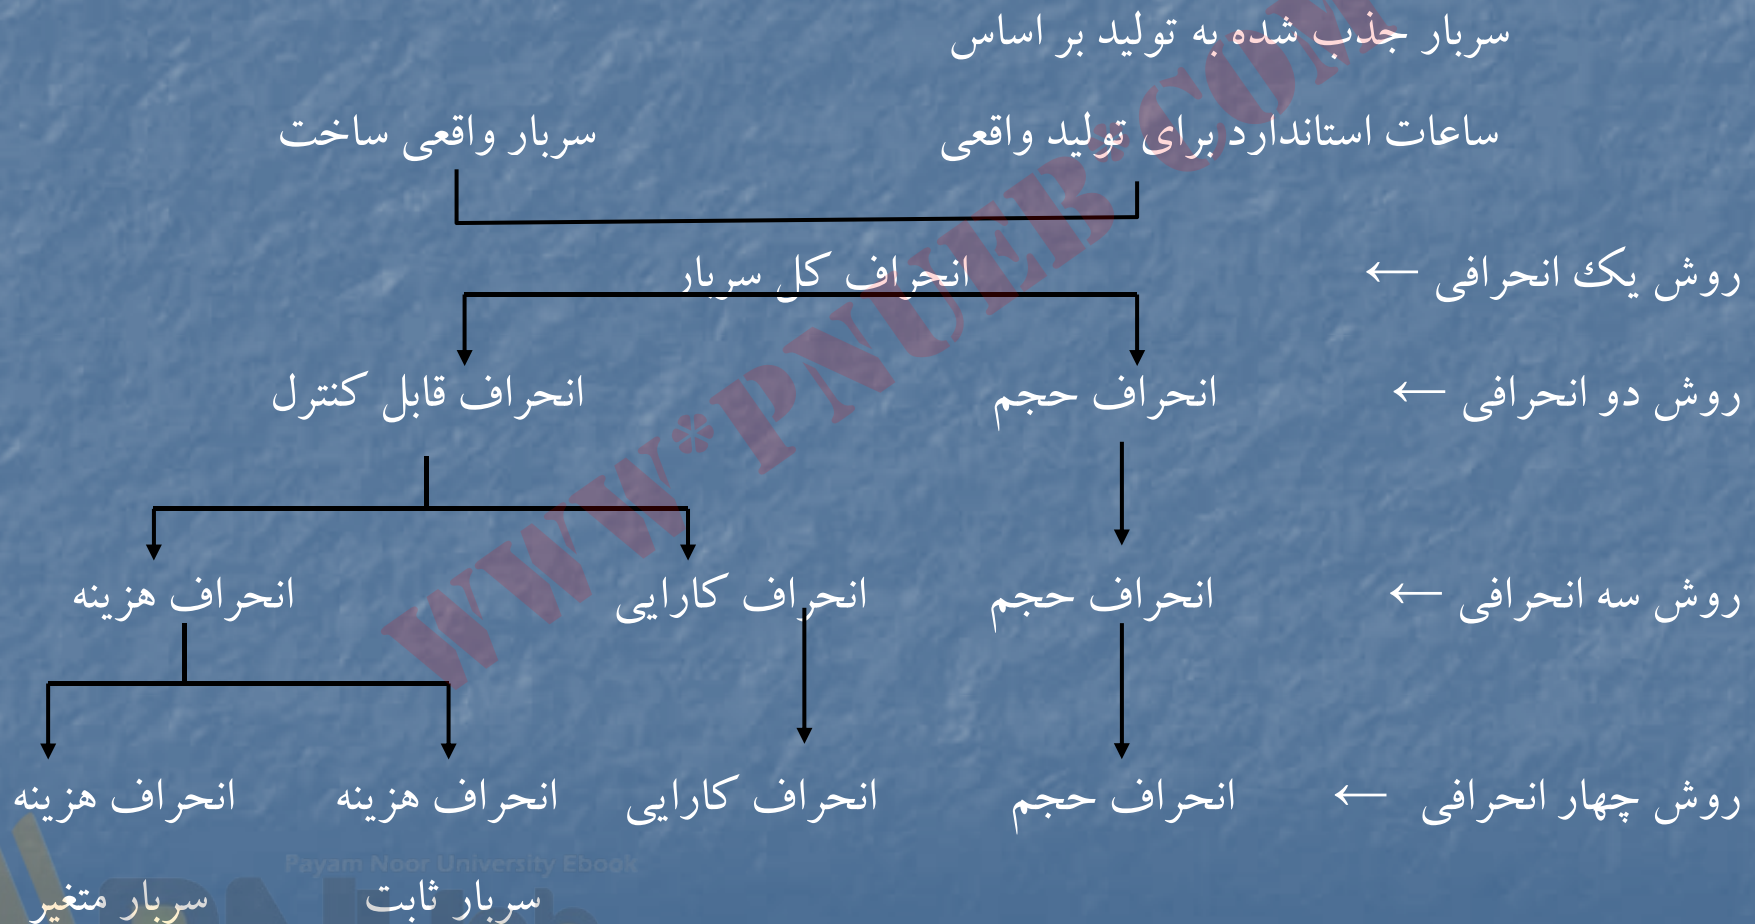 سربار جذب شده به تولید بر اساس
ساعات استاندارد برای تولید واقعی سربار واقعی ساخت
روش یک انحرافی ← انحراف کل سربار
روش دو انحرافی ← انحراف حجم انحراف قابل کنترل
روش سه انحرافی ← انحراف حجم انحراف کارایی انحراف هزینه
روش چهار انحرافی ← انحراف حجم انحراف کارایی انحراف هزینه انحراف هزینه
سربار ثابت سربار متغیر
WWW*PNUEB*COM
Payam Noor University Ebook